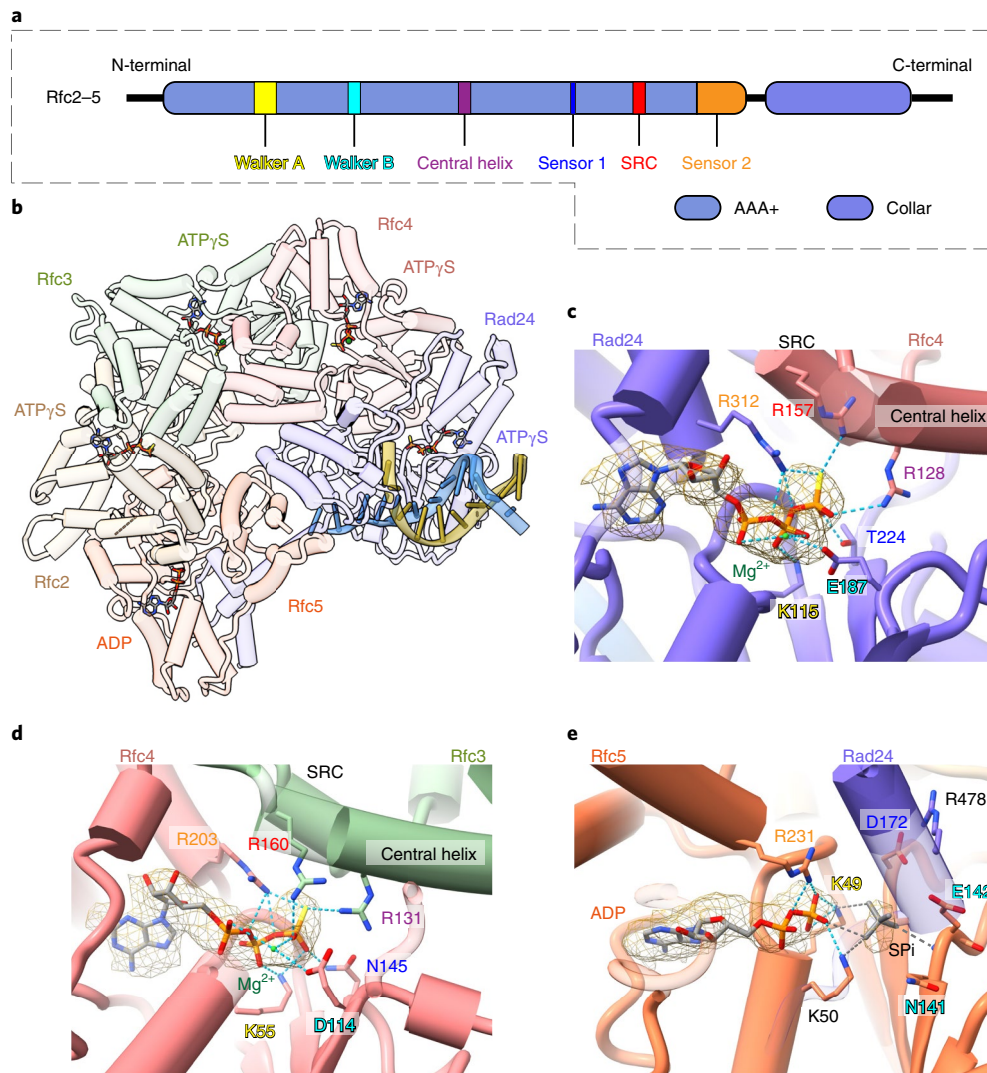 a
N-terminal
C-terminal
Rfc2–5
Walker A
Walker B
Central helix
Sensor 1
SRC
Sensor 2
AAA+
Collar
b
Rfc4
ATPγS
ATPγS
Rfc3
Rad24
ATPγS
ATPγS
Rfc2
Rfc5
ADP
c
Rad24
SRC
Rfc4
R312
R157
Central helix
R128
T224
Mg2+
E187
K115
d
Rfc4
SRC
Rfc3
R203
R160
Central helix
R131
N145
Mg2+
D114
K55
e
Rfc5
Rad24
R478
D172
R231
K49
E142
ADP
SPi
K50
N141